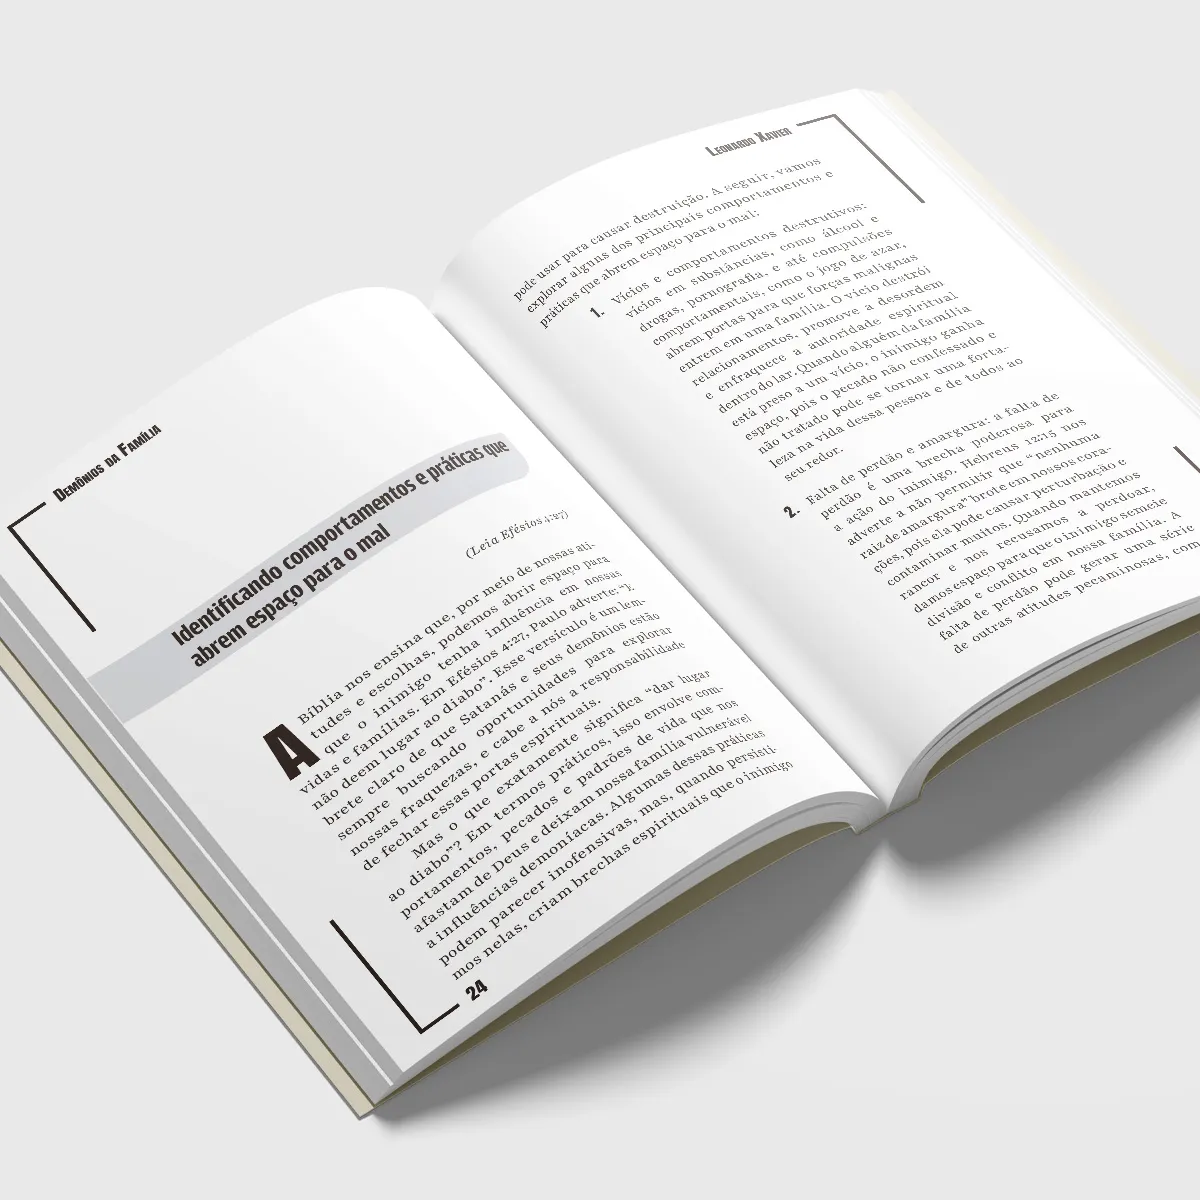 DEMÔNIOS DA FAMÍLIA
Identificando comportamentos e práticas que
abrem espaço para o mal
(Leia Efésios 4:27)
A Bíblia nos ensina que, por meio de nossas ati-
tudes e escolhas, podemos abrir espaço para
que o inimigo tenha influência em nossas
vidas e famílias. Em Efésios 4:27, Paulo adverte: “E
não deem lugar ao diabo”. Esse versículo é um lem-
brete claro de que Satanás e seus demônios estão
sempre buscando oportunidades para explorar
nossas fraquezas, e cabe a nós a responsabilidade
de fechar essas portas espirituais.
Mas o que exatamente significa “dar lugar
ao diabo”? Em termos práticos, isso envolve com-
portamentos, pecados e padrões de vida que nos
afastam de Deus e deixam nossa família vulnerável
a influências demoníacas. Algumas dessas práticas
podem parecer inofensivas, mas, quando persisti-
mos nelas, criam brechas espirituais que o inimigo
24
LEONARDO XAVIER
pode usar para causar destruição. A seguir, vamos
explorar alguns dos principais comportamentos e
práticas que abrem espaço para o mal:
1. Vícios e comportamentos destrutivos:
vícios em substâncias, como álcool e
drogas, pornografia, e até compulsões
comportamentais, como o jogo de azar,
abrem portas para que forças malignas
entrem em uma família. O vício destrói
relacionamentos, promove a desordem
e enfraquece a autoridade espiritual
dentro do lar. Quando alguém da família
está preso a um vício, o inimigo ganha
espaço, pois o pecado não confessado e
não tratado pode se tornar uma forta-
leza na vida dessa pessoa e de todos ao
seu redor.
2. Falta de perdão e amargura: a falta de
perdão é uma brecha poderosa para
a ação do inimigo. Hebreus 12:15 nos
adverte a não permitir que “nenhuma
raiz de amargura” brote em nossos cora-
ções, pois ela pode causar perturbação e
contaminar muitos. Quando mantemos
rancor e nos recusamos a perdoar,
damos espaço para que o inimigo semeie
divisão e conflito em nossa família. A
falta de perdão pode gerar uma série
de outras atitudes pecaminosas, com